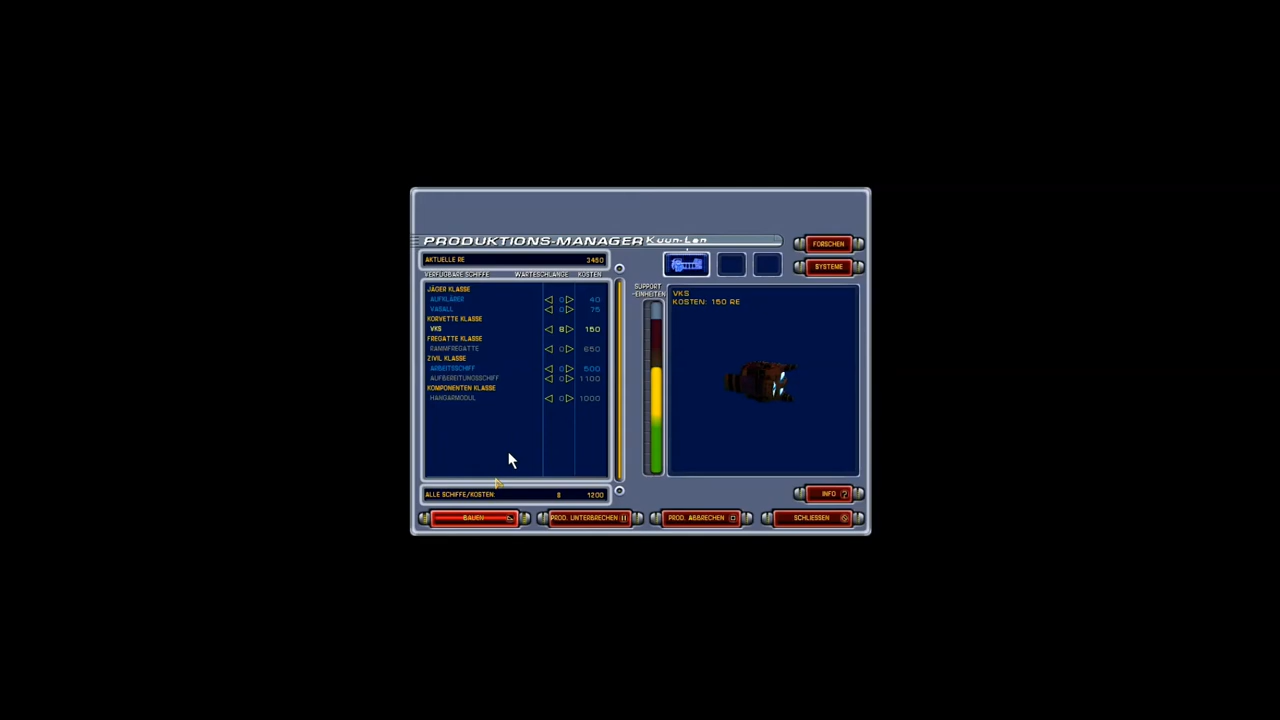 PRODUKTIONS-MANAGER Kuun-Lan
FORSCHEN
AKTUELLE RE 3450
SYSTEME
VERFÜGBARE SCHIFFE WARTESCHLANGE KOSTEN
SUPPORT
-EINHEITEN
JÄGER KLASSE
AUFKLÄRER 0 40
VASALL 0 75
KORVETTE KLASSE
VKS 8 150
FREGATTE KLASSE
RAMMFREGATTE 0 650
ZIVIL KLASSE
ARBEITSSCHIFF 0 500
AUFBEREITUNGSSCHIFF 0 1100
KOMPONENTEN KLASSE
HANGARMODUL 0 1000
VKS
KOSTEN: 150 RE
ALLE SCHIFFE/KOSTEN: 8 1200
INFO ?
BAUEN
PROD. UNTERBRECHEN
PROD. ABBRECHEN
SCHLIESSEN